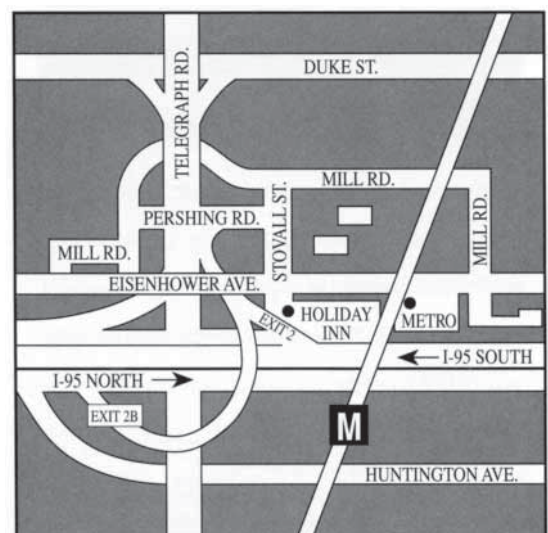 DUKE ST.
TELEGRAPH RD.
MILL RD.
PERSHING RD.
STOVALL ST.
MILL RD.
MILL RD.
EISENHOWER AVE.
EXIT 2
HOLIDAY
INN
METRO
I-95 SOUTH
I-95 NORTH
EXIT 2B
M
HUNTINGTON AVE.